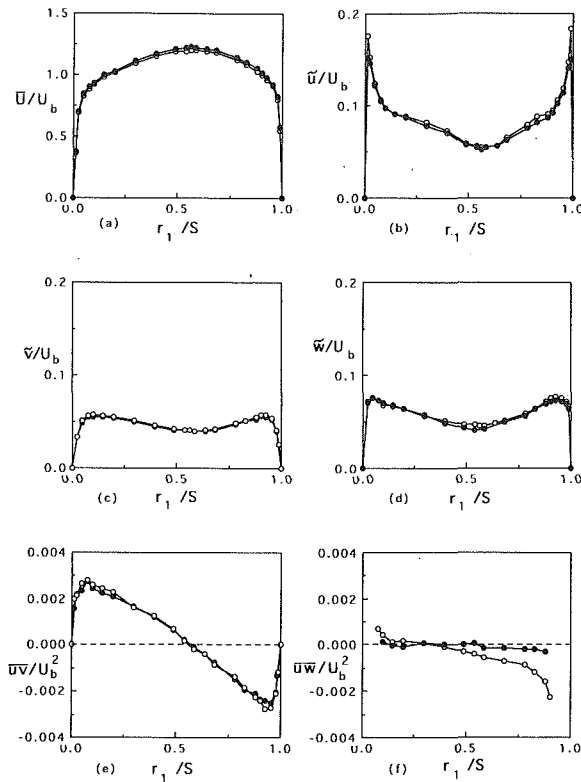 1.5
1.0
Ū/U_b
0.5
0.0
0.0 0.5 1.0
(a) r_1/S
0.2
ũ/U_b
0.1
0.0
0.0 0.5 1.0
(b) r_1/S
0.2
ṽ/U_b
0.1
0.0
0.0 0.5 1.0
(c) r_1/S
0.2
w̃/U_b
0.1
0.0
0.0 0.5 1.0
(d) r_1/S
0.004
0.002
0.000
u̅v̅/U_b^2
-0.002
-0.004
0.0 0.5 1.0
(e) r_1/S
0.004
0.002
0.000
u̅w̅/U_b^2
-0.002
-0.004
0.0 0.5 1.0
(f) r_1/S